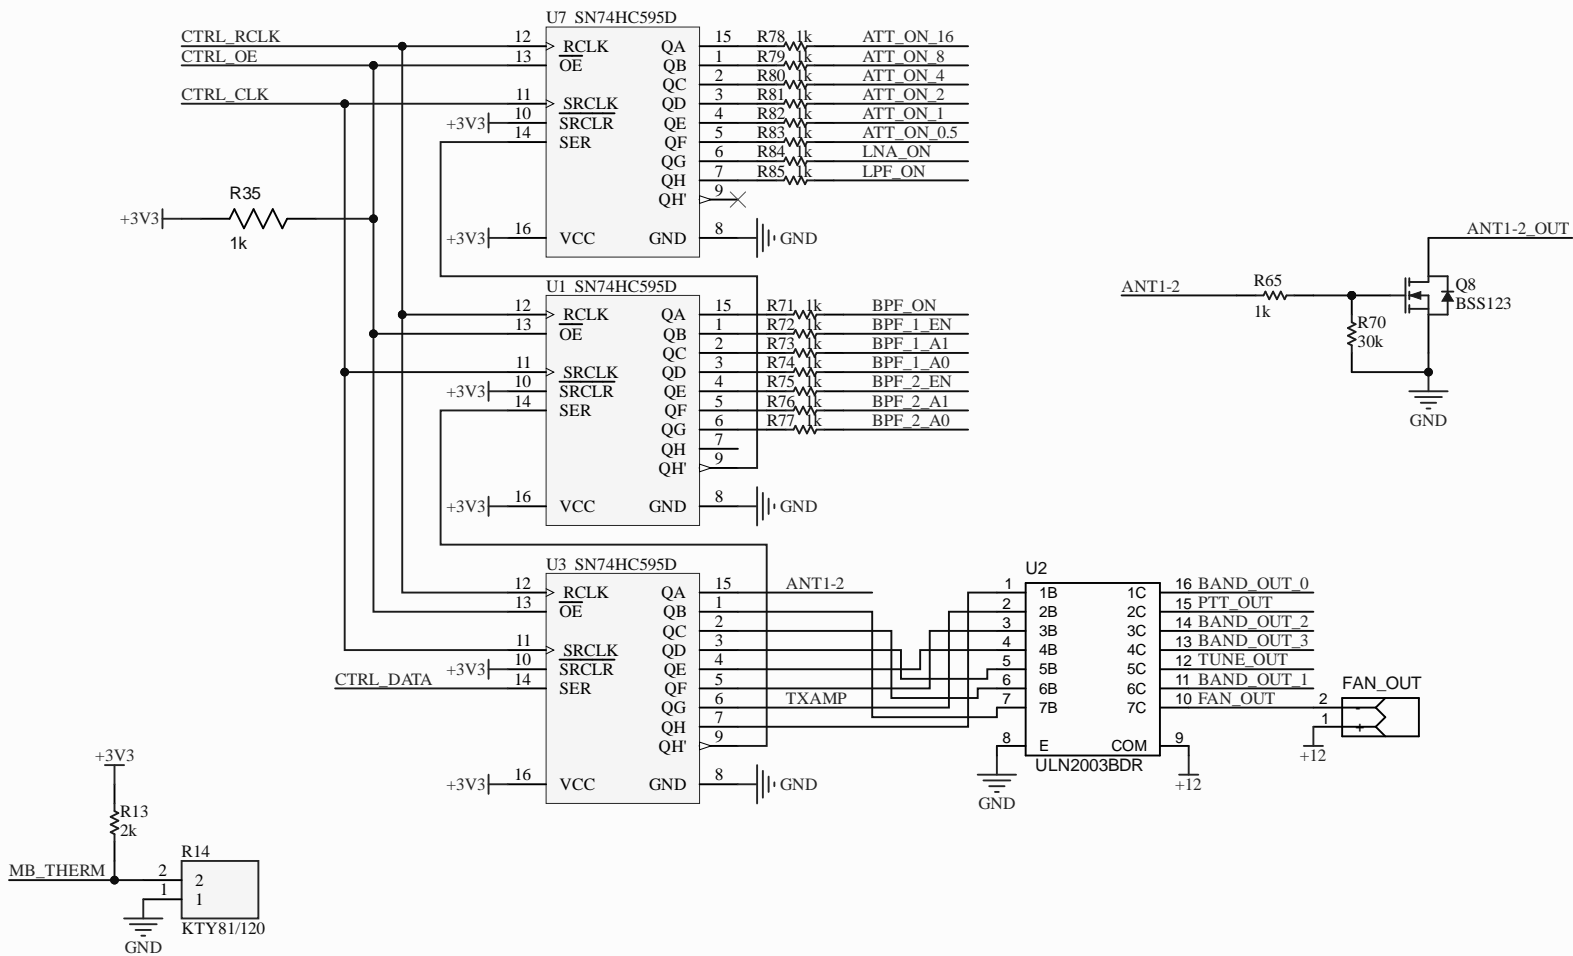 U7 SN74HC595D
CTRL_RCLK 12 RCLK QA 15 R78 1k ATT_ON_16
CTRL_OE 13 OE QB 1 R79 1k ATT_ON_8
QC 2 R80 1k ATT_ON_4
CTRL_CLK 11 SRCLK QD 3 R81 1k ATT_ON_2
+3V3 10 SRCLR QE 4 R82 1k ATT_ON_1
14 SER QF 5 R83 1k ATT_ON_0.5
QG 6 R84 1k LNA_ON
QH 7 R85 1k LPF_ON
QH' 9
R35
+3V3
1k
+3V3 16 VCC GND 8 GND
ANT1-2_OUT
U1 SN74HC595D
12 RCLK QA 15 R71 1k BPF_ON
13 OE QB 1 R72 1k BPF_1_EN
QC 2 R73 1k BPF_1_A1
11 SRCLK QD 3 R74 1k BPF_1_A0
+3V3 10 SRCLR QE 4 R75 1k BPF_2_EN
14 SER QF 5 R76 1k BPF_2_A1
QG 6 R77 1k BPF_2_A0
QH 7
QH' 9
+3V3 16 VCC GND 8 GND
ANT1-2 R65 Q8
1k BSS123
R70
30k
GND
U3 SN74HC595D
12 RCLK QA 15 ANT1-2
13 OE QB 1
QC 2
11 SRCLK QD 3
+3V3 10 SRCLR QE 4
CTRL_DATA 14 SER QF 5
QG 6 TXAMP
QH 7
QH' 9
+3V3 16 VCC GND 8 GND
U2
1 1B 1C 16 BAND_OUT_0
2 2B 2C 15 PTT_OUT
3 3B 3C 14 BAND_OUT_2
4 4B 4C 13 BAND_OUT_3
5 5B 5C 12 TUNE_OUT
6 6B 6C 11 BAND_OUT_1
7 7B 7C 10 FAN_OUT
8 E COM 9
ULN2003BDR
GND
+12
FAN_OUT
2 -
1 +
+12
+3V3
R13
2k
MB_THERM
R14
2 2
1 1
KTY81/120
GND